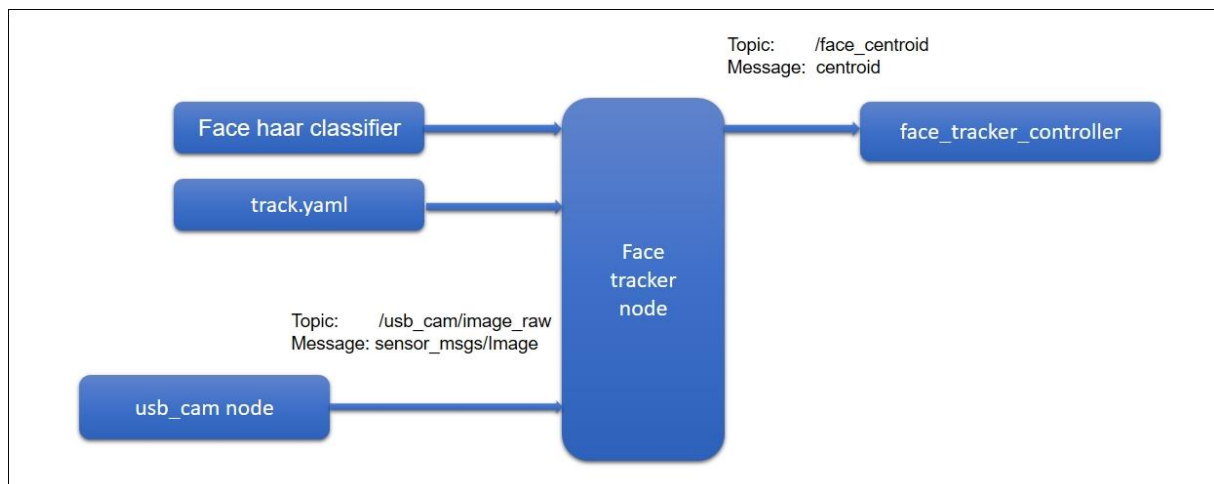 Topic: /face_centroid
Message: centroid
Face haar classifier
face_tracker_controller
track.yaml
Face
tracker
node
Topic: /usb_cam/image_raw
Message: sensor_msgs/Image
usb_cam node